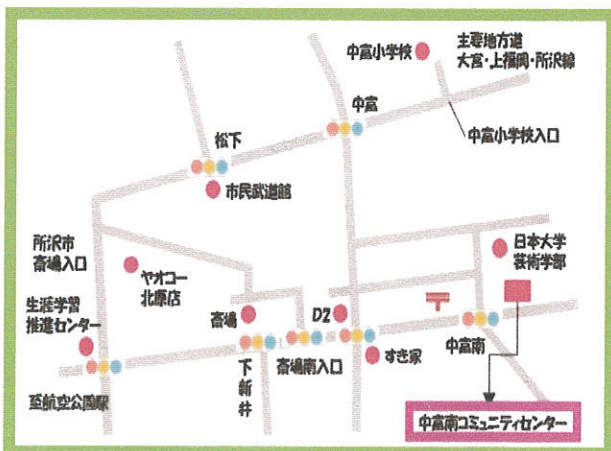 中富小学校
主要地方道
大宮・上福岡・所沢線
中富
中富小学校入口
松下
市民武道館
所沢市
斎場入口
ヤオコー
北原店
日本大学
芸術学部
生涯学習
推進センター
斎場
D2
下新井
斎場南入口
すき家
中富南
至航空公園駅
中富南コミュニティセンター